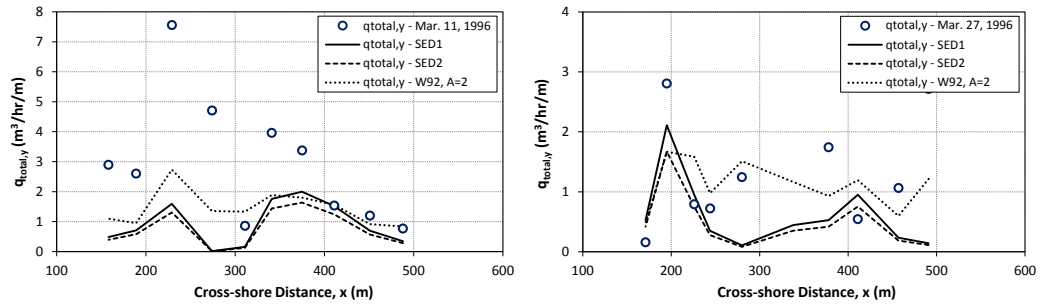 8
7
6
5
4
3
2
1
0
q_total,y (m³/hr/m)
qtotal,y - Mar. 11, 1996
qtotal,y - SED1
qtotal,y - SED2
qtotal,y - W92, A=2
100 200 300 400 500 600
Cross-shore Distance, x (m)
4
3
2
1
0
q_total,y (m³/hr/m)
qtotal,y - Mar. 27, 1996
qtotal,y - SED1
qtotal,y - SED2
qtotal,y - W92, A=2
100 200 300 400 500 600
Cross-shore Distance, x (m)